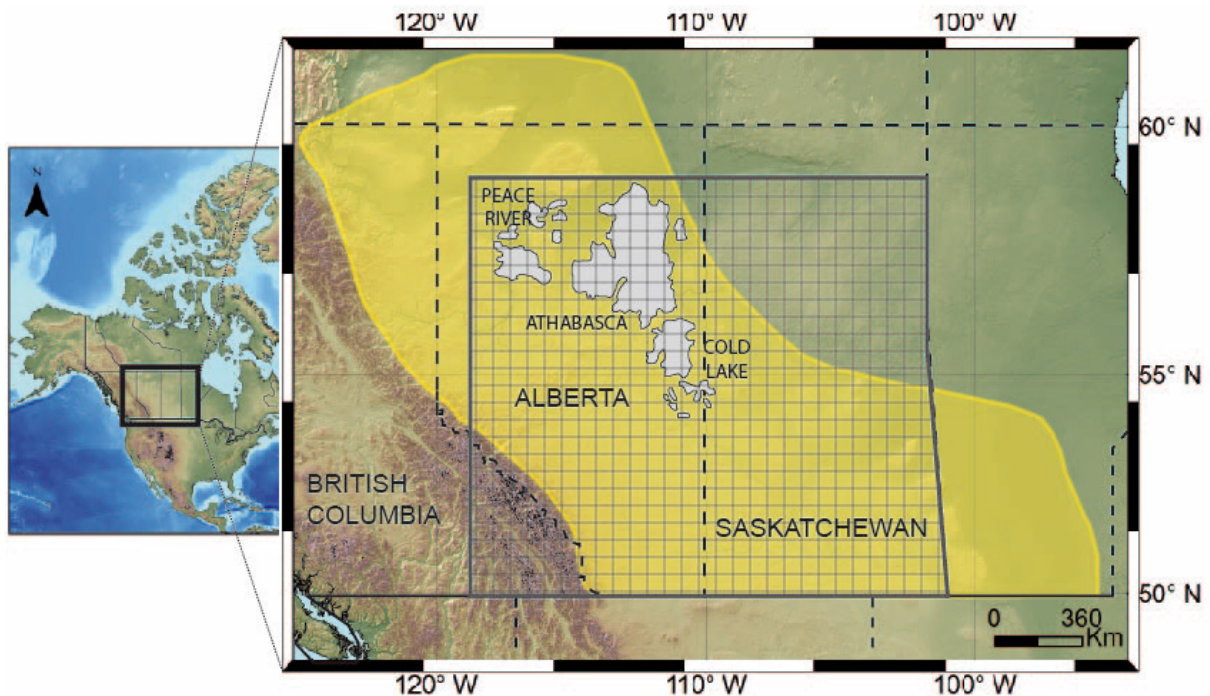 120° W 110° W 100° W
60° N
N
PEACE
RIVER
ATHABASCA
COLD
LAKE
55° N
ALBERTA
BRITISH
COLUMBIA
SASKATCHEWAN
50° N
0 360
Km
120° W 110° W 100° W